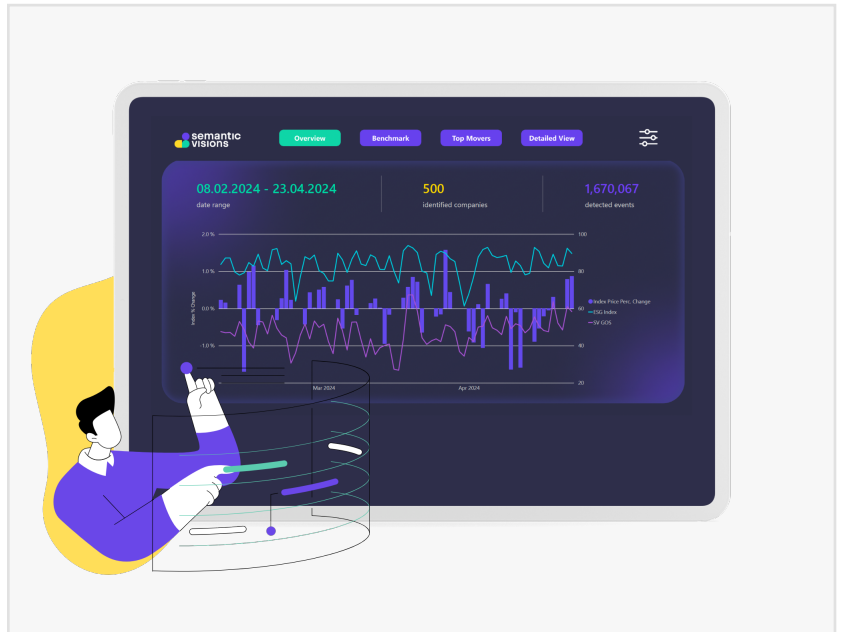 semantic
visions
Overview
Benchmark
Top Movers
Detailed View
08.02.2024 - 23.04.2024
date range
500
identified companies
1,670,067
detected events
2.0 %
1.0 %
0.0 %
-1.0 %
Index % Change
100
80
60
40
20
Mar 2024
Apr 2024
Index Price Perc. Change
ESG Index
SV GOS